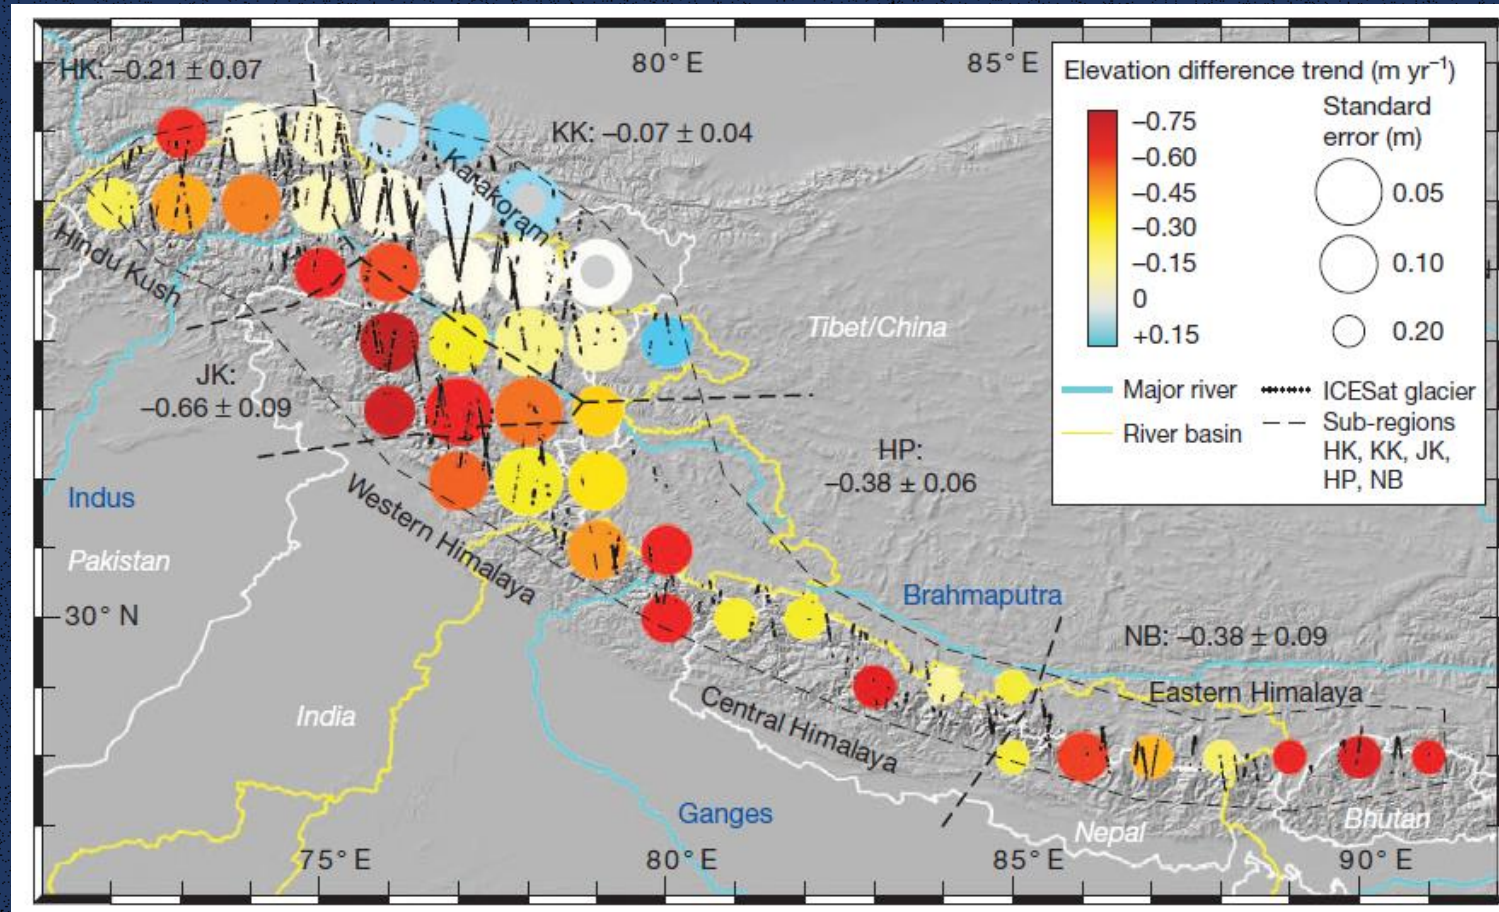 HK: –0.21 ± 0.07
80° E
85° E
KK: –0.07 ± 0.04
Karakoram
Hindu Kush
Tibet/China
JK:
–0.66 ± 0.09
HP:
–0.38 ± 0.06
Indus
Pakistan
Western Himalaya
30° N
Brahmaputra
NB: –0.38 ± 0.09
Eastern Himalaya
India
Central Himalaya
Ganges
Nepal
Bhutan
75° E
80° E
85° E
90° E
Elevation difference trend (m yr⁻¹)
–0.75
–0.60
–0.45
–0.30
–0.15
0
+0.15
Standard
error (m)
0.05
0.10
0.20
Major river
River basin
ICESat glacier
Sub-regions
HK, KK, JK,
HP, NB